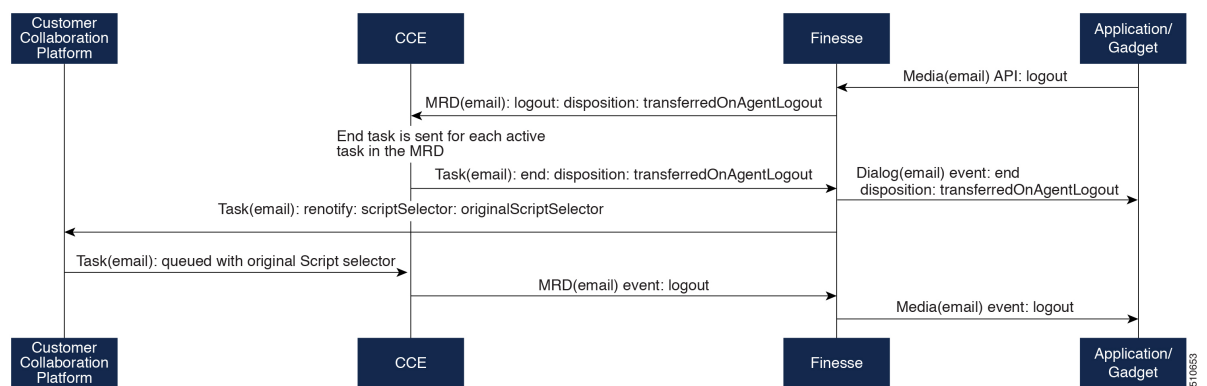 Customer
Collaboration
Platform
CCE
Finesse
Application/
Gadget
Media(email) API: logout
MRD(email): logout: disposition: transferredOnAgentLogout
End task is sent for each active
task in the MRD
Task(email): end: disposition: transferredOnAgentLogout
Dialog(email) event: end
disposition: transferredOnAgentLogout
Task(email): renotify: scriptSelector: originalScriptSelector
Task(email): queued with original Script selector
MRD(email) event: logout
Media(email) event: logout
Customer
Collaboration
Platform
CCE
Finesse
Application/
Gadget
510653